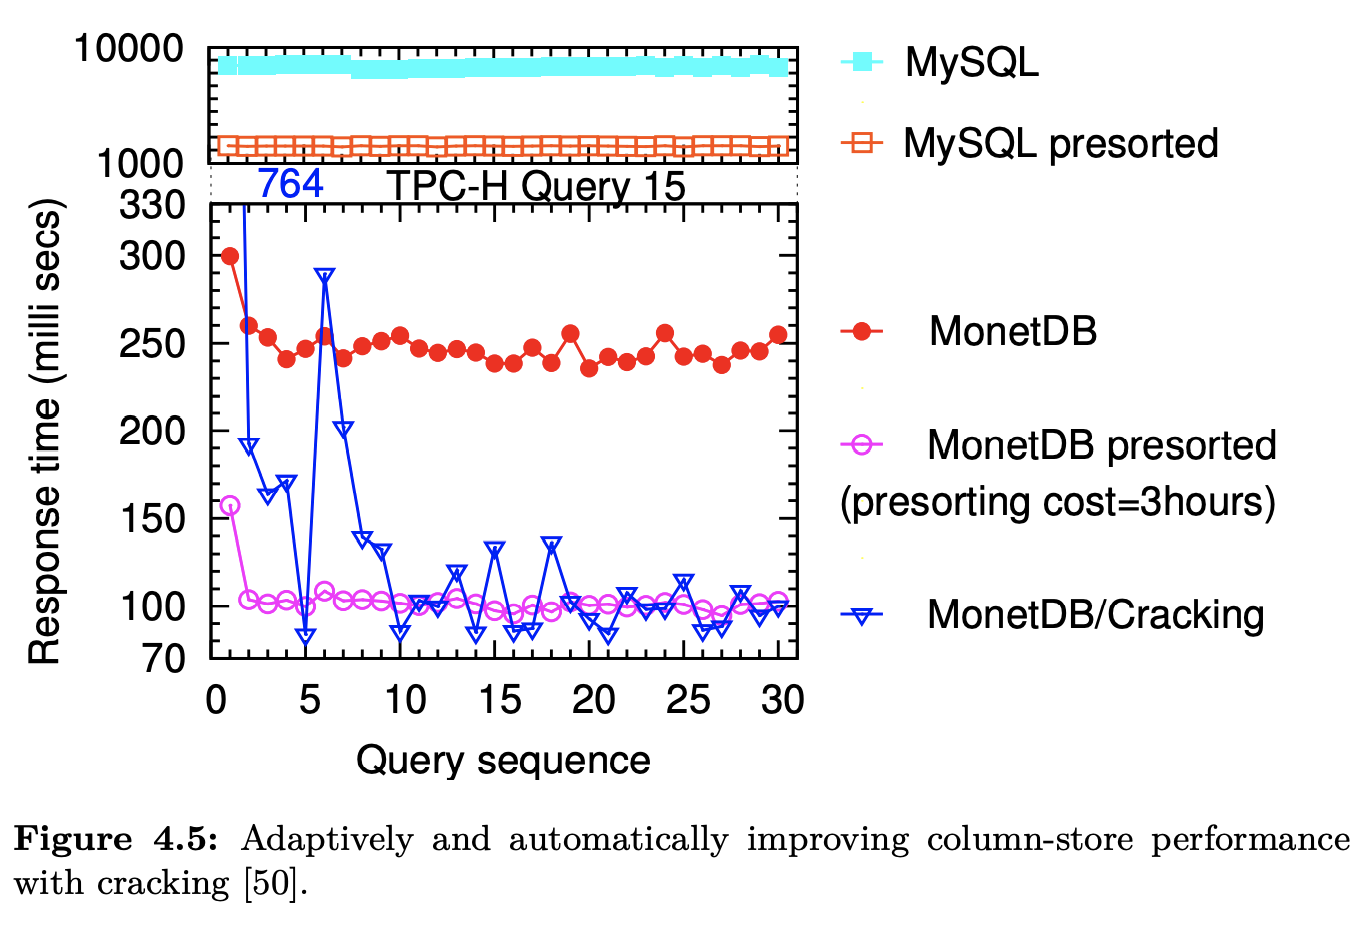 10000
1000
764
TPC-H Query 15
330
300
250
200
150
100
70
Response time (milli secs)
0 5 10 15 20 25 30
Query sequence
MySQL
MySQL presorted
MonetDB
MonetDB presorted
(presorting cost=3hours)
MonetDB/Cracking
Figure 4.5: Adaptively and automatically improving column-store performance
with cracking [50].